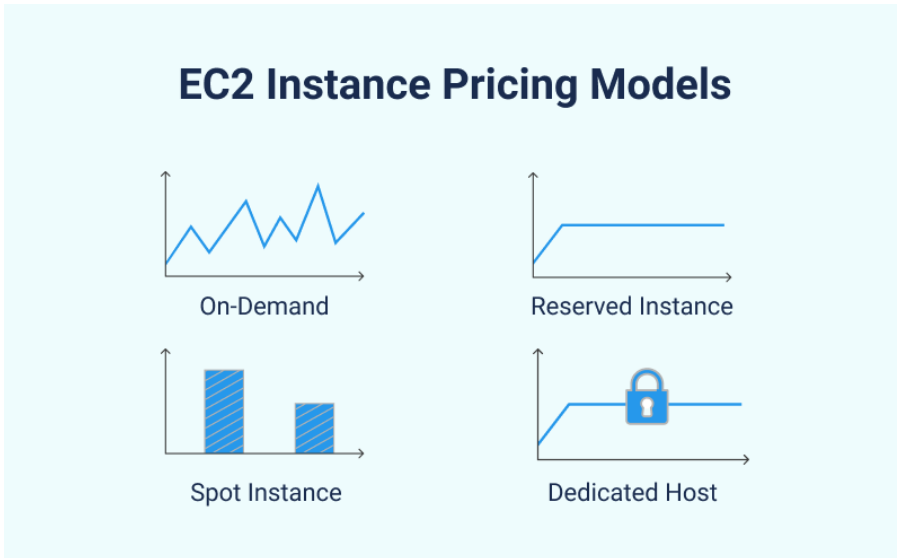 EC2 Instance Pricing Models
On-Demand
Reserved Instance
Spot Instance
Dedicated Host